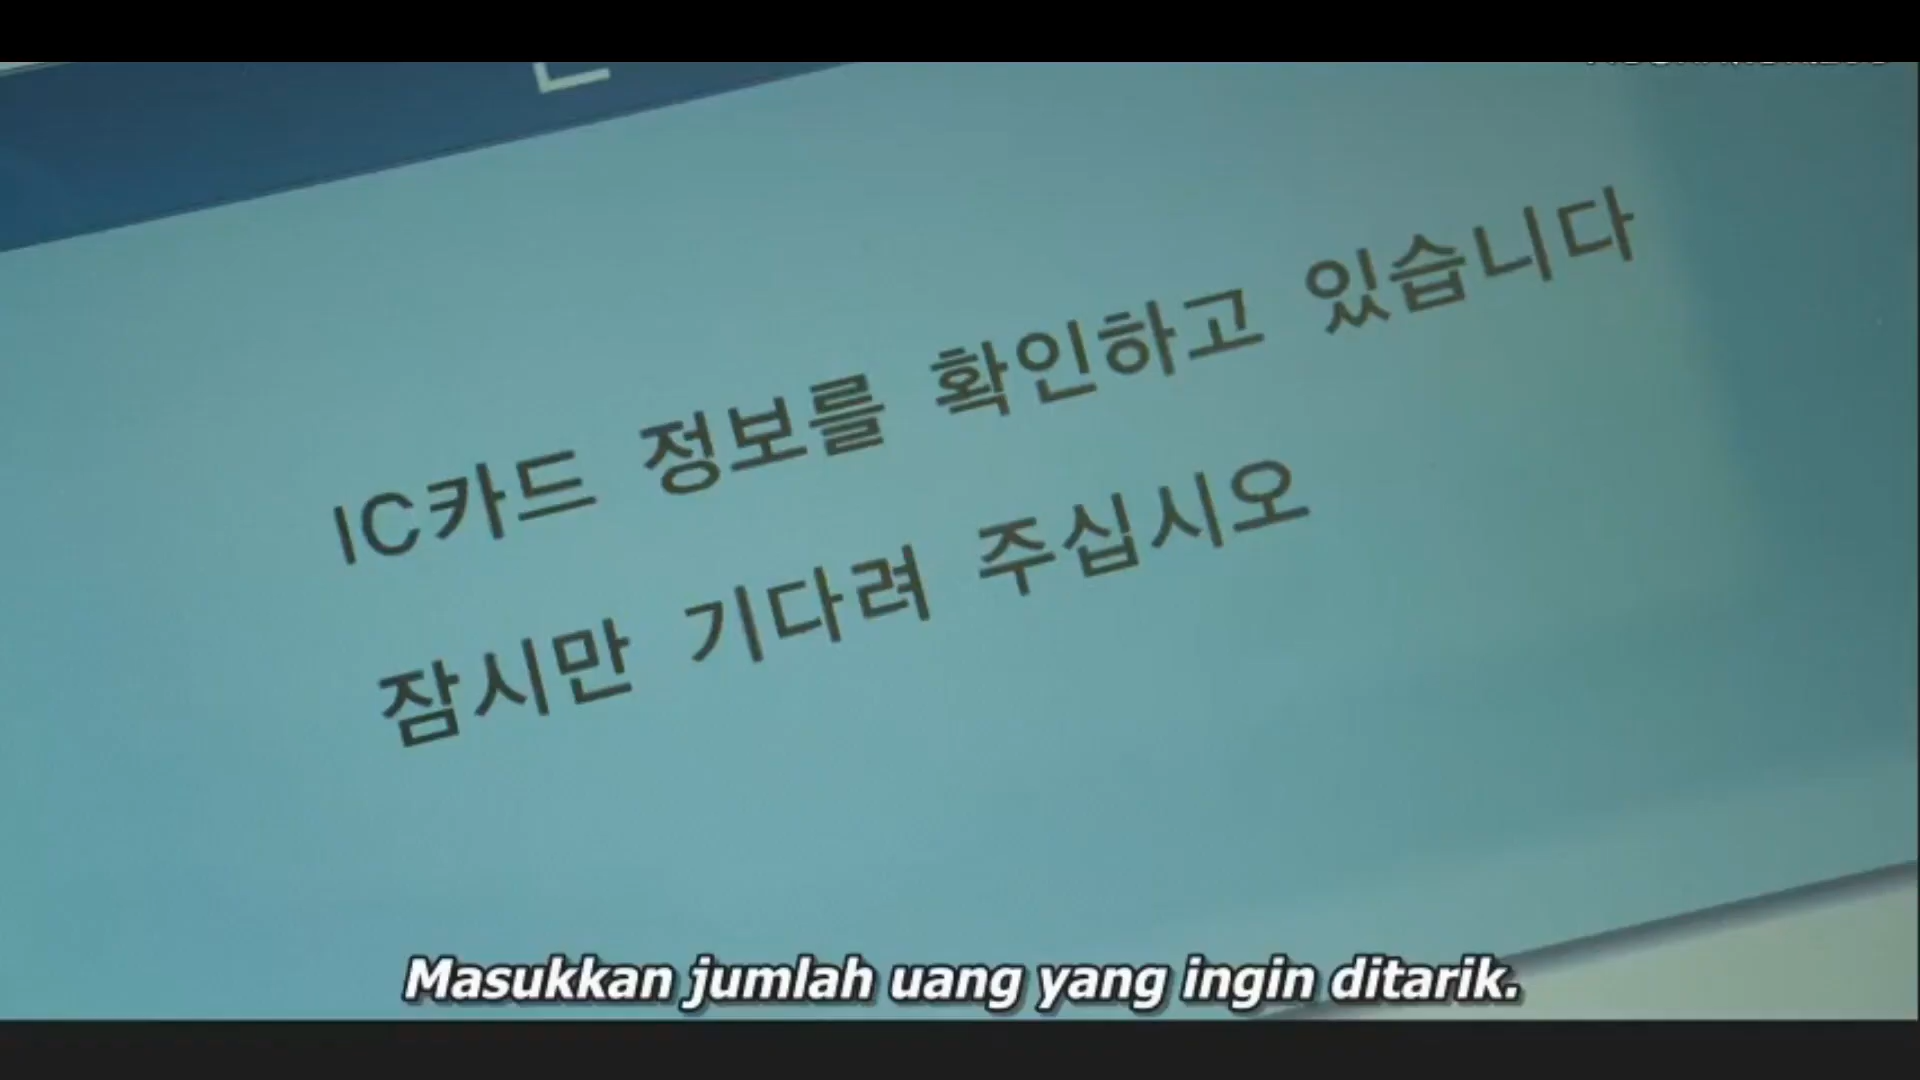 IC카드 정보를 확인하고 있습니다
잠시만 기다려 주십시오
Masukkan jumlah uang yang ingin ditarik.